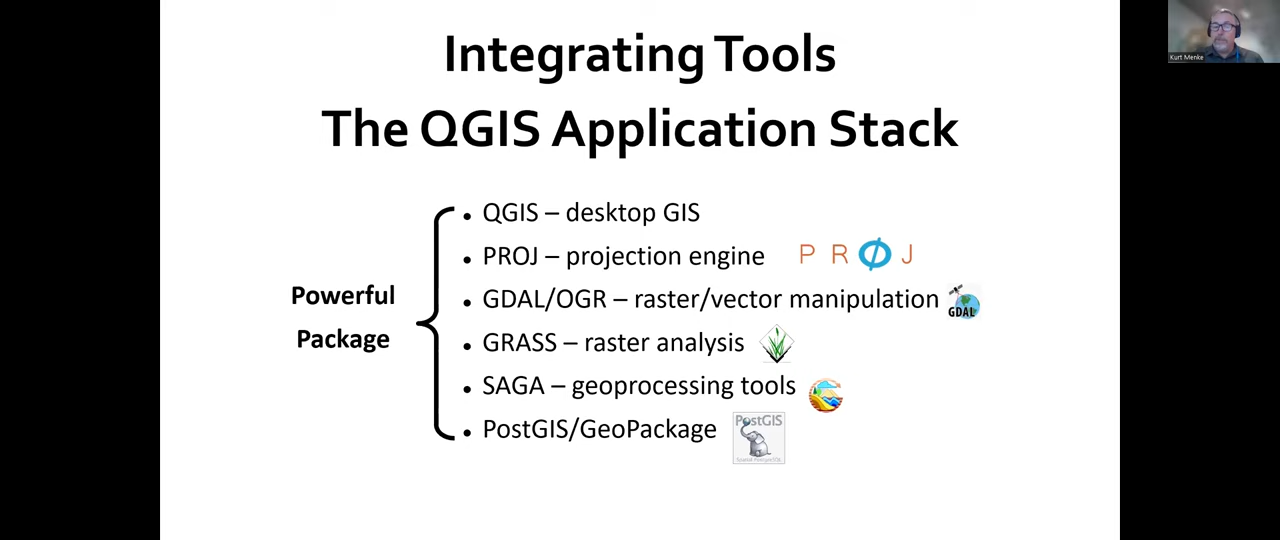 Integrating Tools
The QGIS Application Stack
Kurt Menke
Powerful
Package
• QGIS – desktop GIS
• PROJ – projection engine
PROJ
• GDAL/OGR – raster/vector manipulation
GDAL
• GRASS – raster analysis
• SAGA – geoprocessing tools
• PostGIS/GeoPackage
PostGIS